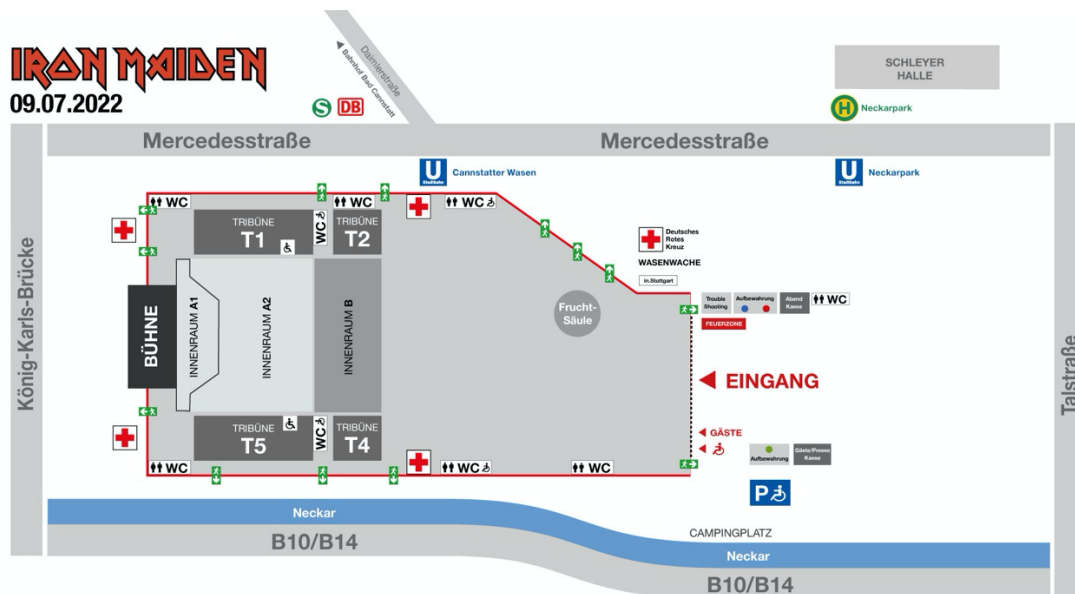 IRON MAIDEN
09.07.2022
Daimlerstraße
Bahnhof Bad Cannstatt
S
DB
SCHLEYER
HALLE
H
Neckarpark
Mercedesstraße
Mercedesstraße
König-Karls-Brücke
Talstraße
U
Stadtbahn
Cannstatter Wasen
U
Stadtbahn
Neckarpark
WC
WC
WC
TRIBÜNE
T1
WC
TRIBÜNE
T2
Deutsches
Rotes
Kreuz
WASENWACHE
in.Stuttgart
BÜHNE
INNENRAUM A1
INNENRAUM A2
INNENRAUM B
Frucht-
Säule
Trouble
Shooting
Aufbewahrung
Abend
Kasse
WC
FEUERZONE
EINGANG
GÄSTE
TRIBÜNE
T5
WC
TRIBÜNE
T4
Aufbewahrung
Gäste/Presse
Kasse
WC
WC
WC
P
Neckar
B10/B14
CAMPINGPLATZ
Neckar
B10/B14